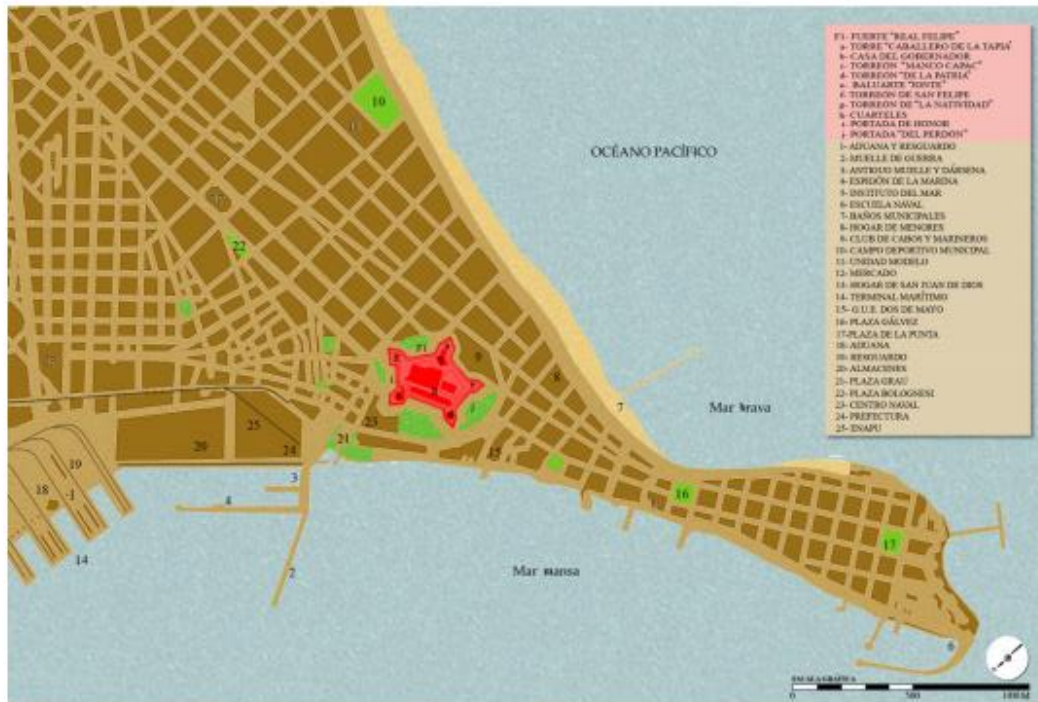 OCÉANO PACÍFICO
Mar brava
Mar mansa
F1- FUERTE "REAL FELIPE"
a- TORRE "CABALLERO DE LA TAPIA"
b- CASA DEL GOBERNADOR
c- TORREÓN "MANCO CAPAC"
d- TORREÓN "DE LA PATRIA"
e- BALUARTE "JONTE"
f- TORREÓN DE SAN FELIPE
g- TORREÓN DE "LA NATIVIDAD"
h- CUARTELES
i- PORTADA DE HONOR
j- PORTADA "DEL PERDÓN"
1- ADUANA Y RESGUARDO
2- MUELLE DE GUERRA
3- ANTIGUO MUELLE Y DÁRSENA
4- ESPIGÓN DE LA MARINA
5- INSTITUTO DEL MAR
6- ESCUELA NAVAL
7- BAÑOS MUNICIPALES
8- HOGAR DE MENORES
9- CLUB DE CABOS Y MARINEROS
10- CAMPO DEPORTIVO MUNICIPAL
11- UNIDAD MODELO
12- MERCADO
13- HOGAR DE SAN JUAN DE DIOS
14- TERMINAL MARÍTIMO
15- G.U.E. DOS DE MAYO
16- PLAZA GÁLVEZ
17- PLAZA DE LA PUNTA
18- ADUANA
19- RESGUARDO
20- ALMACENES
21- PLAZA GRAU
22- PLAZA BOLOGNESI
23- CENTRO NAVAL
24- PREFECTURA
25- ENAPU
10
22
F1
9
8
7
23
21
15
20
25
24
19
18
14
3
4
2
16
17
6
ESCALA GRÁFICA
0 500 1000 M